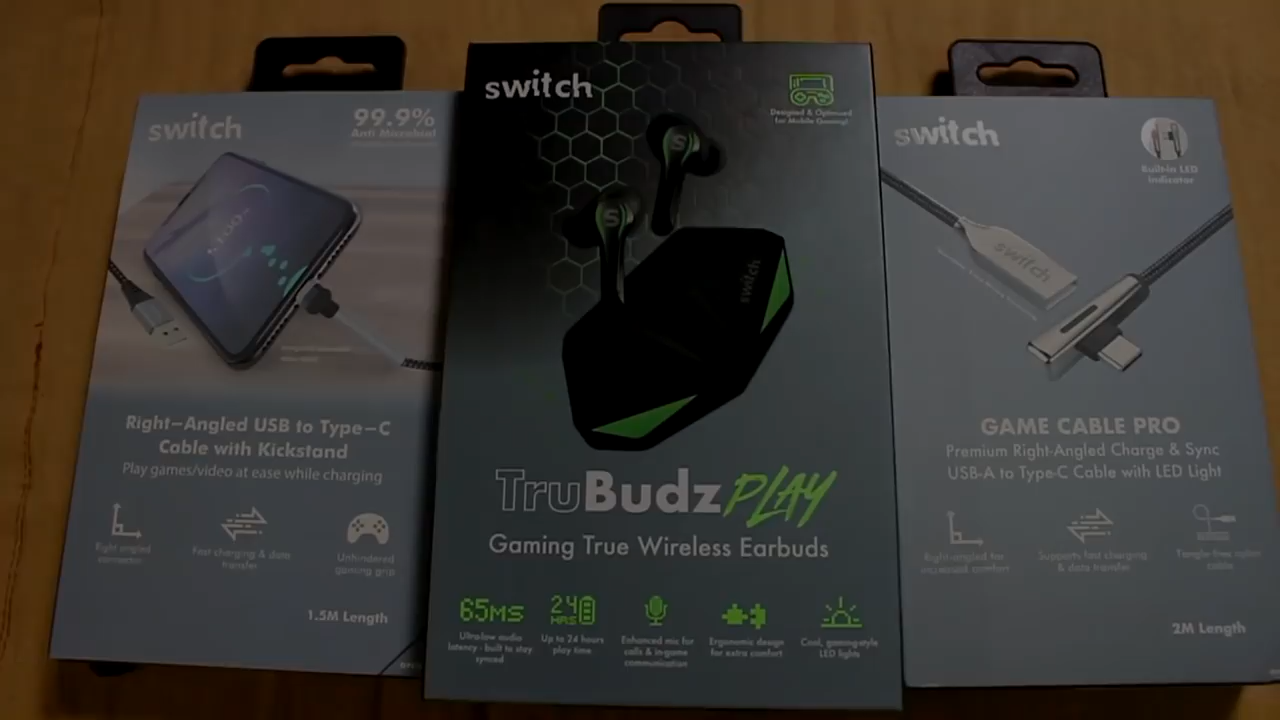 switch
99.9%
Anti Microbial
Right-Angled USB to Type-C
Cable with Kickstand
Play games/video at ease while charging
Right angled
connector
Fast charging & data
transfer
Unhindered
gaming grip
1.5M Length
switch
Designed & Optimised
for Mobile Gaming!
S
S
switch
TruBudz PLAY
Gaming True Wireless Earbuds
65MS
Ultra-low audio
latency - built to stay
synced
24
HRS
Up to 24 hours
play time
Enhanced mic for
calls & in-game
communication
Ergonomic design
for extra comfort
Cool, gaming-style
LED lights
switch
Built-in LED
Indicator
switch
GAME CABLE PRO
Premium Right-Angled Charge & Sync
USB-A to Type-C Cable with LED Light
Right-angled for
increased comfort
Supports fast charging
& data transfer
Tangle-free nylon
cable
2M Length